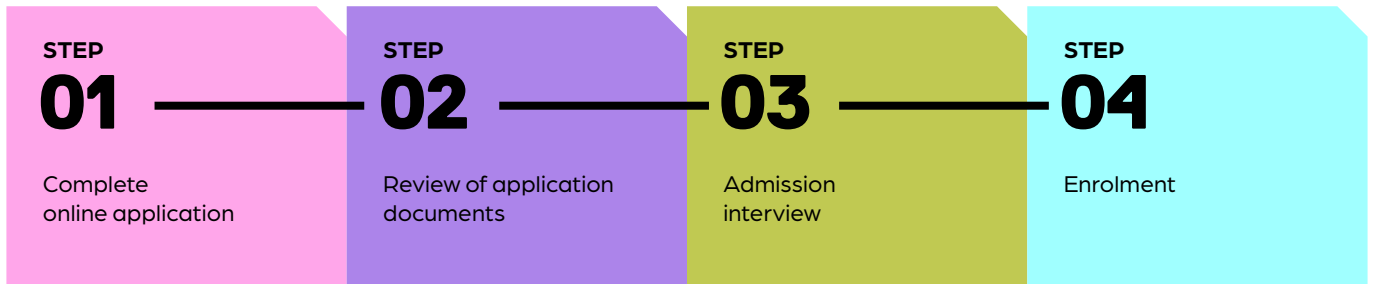 STEP
01
Complete
online application
STEP
02
Review of application
documents
STEP
03
Admission
interview
STEP
04
Enrolment